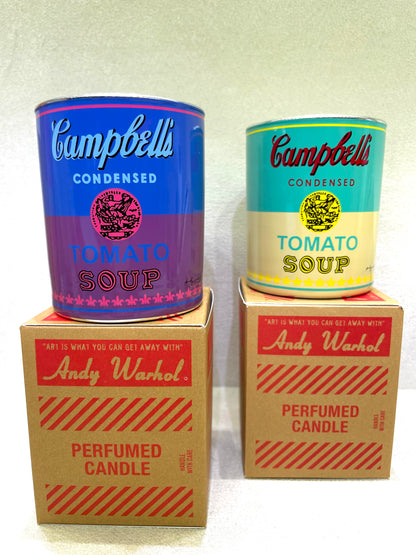 Campbell's
CONDENSED
TOMATO
SOUP
"ART IS WHAT YOU CAN GET AWAY WITH"
Andy Warhol®
PERFUMED
CANDLE
HANDLE
WITH CARE
Campbell's
CONDENSED
TOMATO
SOUP
"ART IS WHAT YOU CAN GET AWAY WITH"
Andy Warhol
PERFUMED
CANDLE
HANDLE
WITH CARE